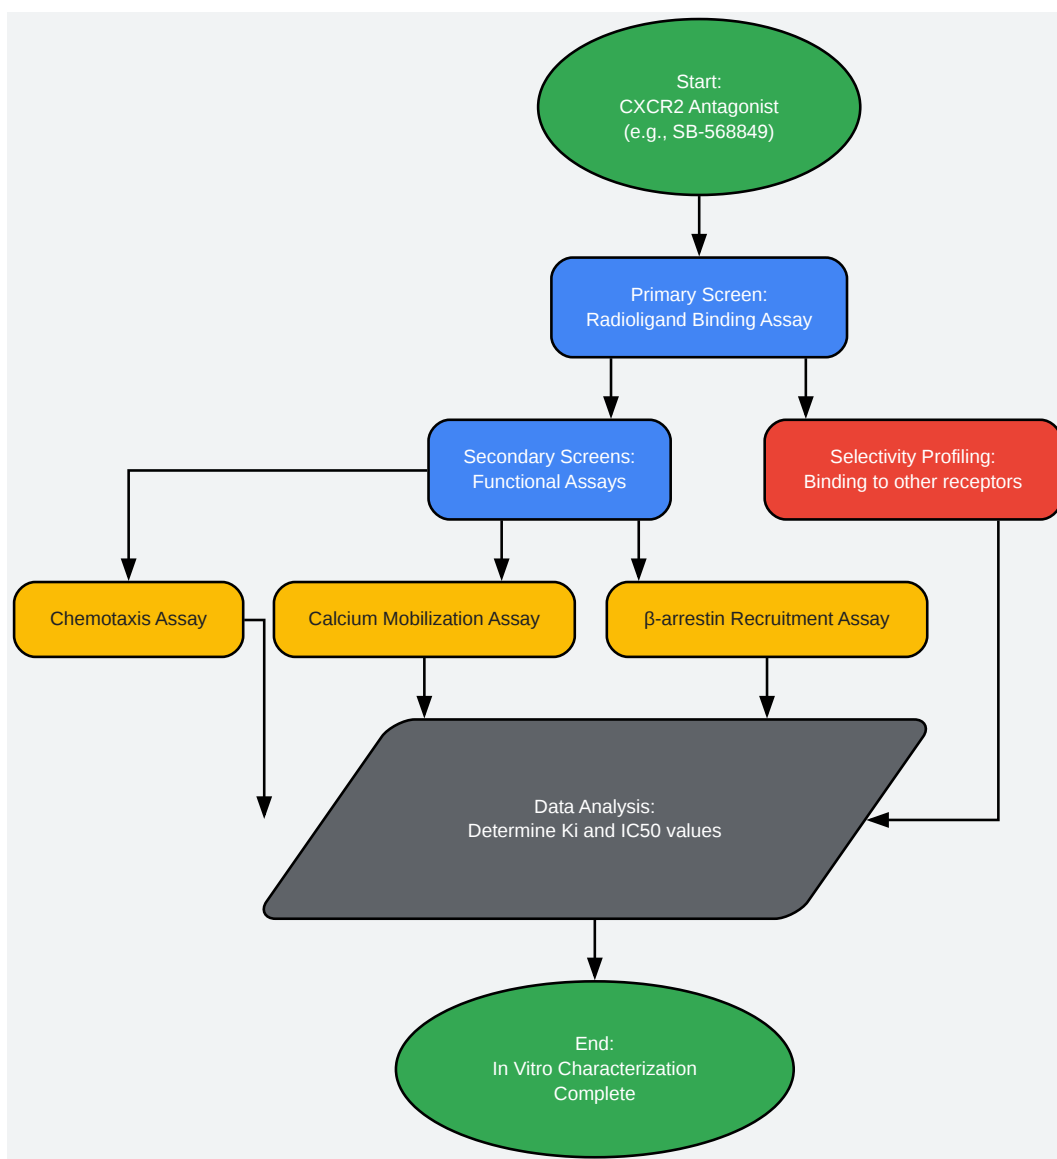 Start:
CXCR2 Antagonist
(e.g., SB-568849)
Primary Screen:
Radioligand Binding Assay
Secondary Screens:
Functional Assays
Selectivity Profiling:
Binding to other receptors
Chemotaxis Assay
Calcium Mobilization Assay
β-arrestin Recruitment Assay
Data Analysis:
Determine Ki and IC50 values
End:
In Vitro Characterization
Complete